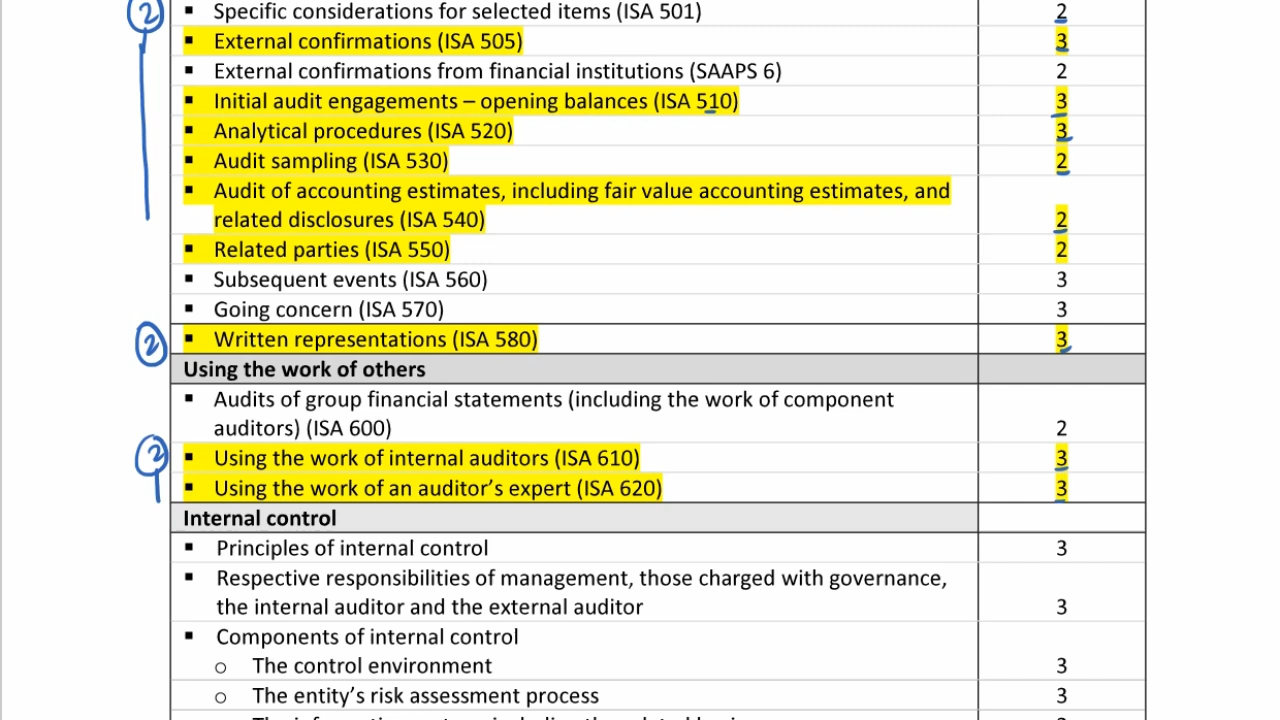 ② ▪ Specific considerations for selected items (ISA 501) 2
▪ External confirmations (ISA 505) 3
▪ External confirmations from financial institutions (SAAPS 6) 2
▪ Initial audit engagements – opening balances (ISA 510) 3
▪ Analytical procedures (ISA 520) 3
▪ Audit sampling (ISA 530) 2
▪ Audit of accounting estimates, including fair value accounting estimates, and
related disclosures (ISA 540) 2
▪ Related parties (ISA 550) 2
▪ Subsequent events (ISA 560) 3
▪ Going concern (ISA 570) 3
② ▪ Written representations (ISA 580) 3
Using the work of others
▪ Audits of group financial statements (including the work of component
auditors) (ISA 600) 2
② ▪ Using the work of internal auditors (ISA 610) 3
▪ Using the work of an auditor’s expert (ISA 620) 3
Internal control
▪ Principles of internal control 3
▪ Respective responsibilities of management, those charged with governance,
the internal auditor and the external auditor 3
▪ Components of internal control
o The control environment 3
o The entity’s risk assessment process 3